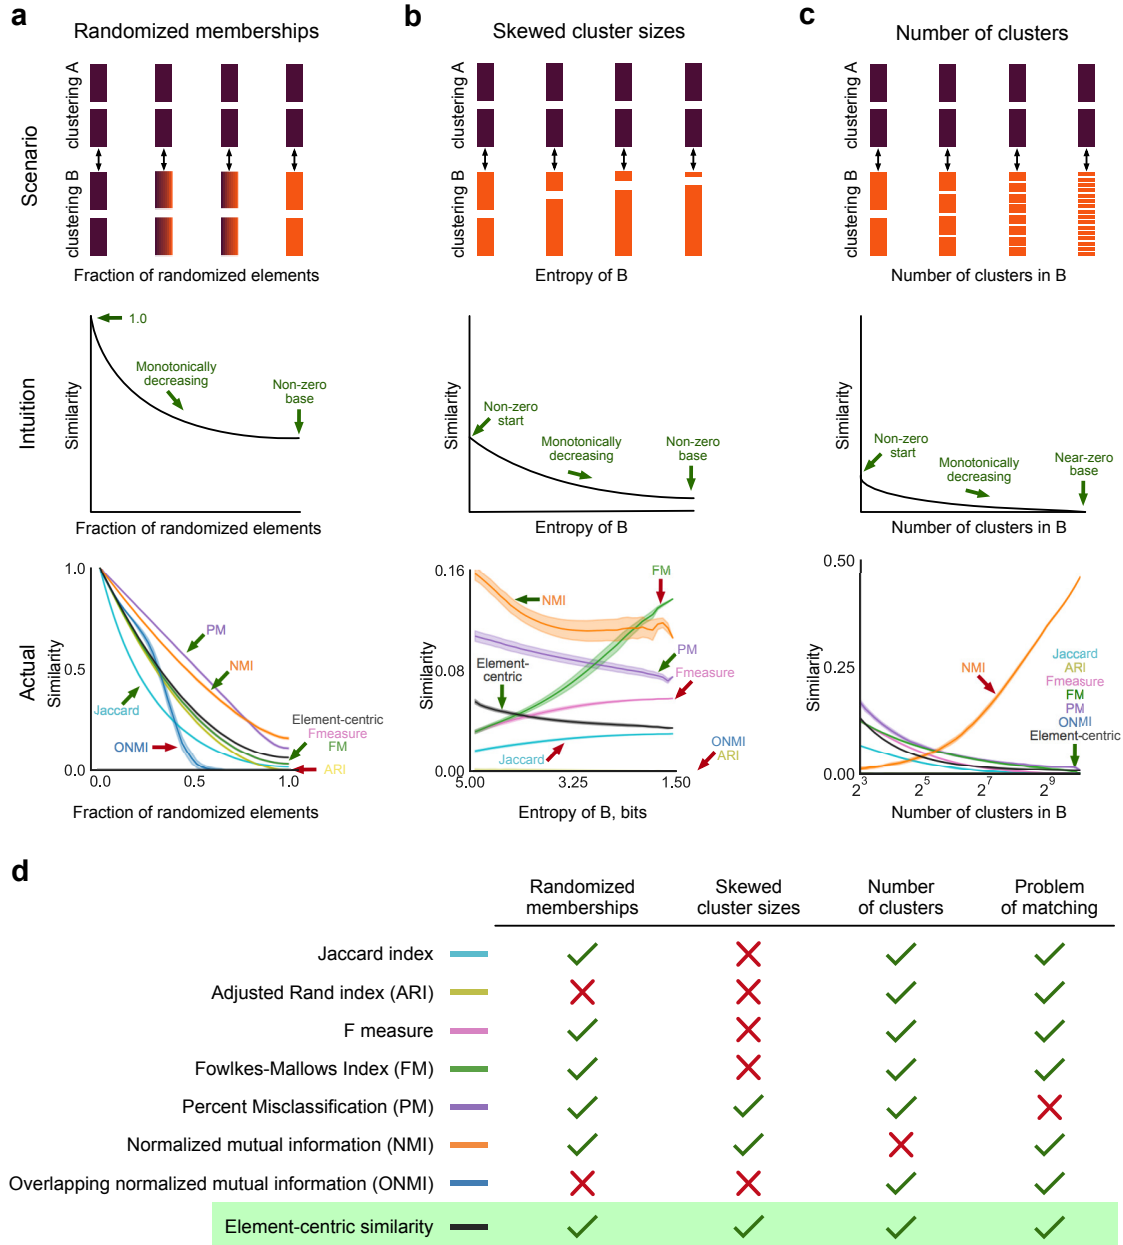 a
Randomized memberships
b
Skewed cluster sizes
c
Number of clusters
Scenario
clustering A
clustering B
clustering A
clustering B
clustering A
clustering B
Fraction of randomized elements
Entropy of B
Number of clusters in B
Intuition
Similarity
1.0
Monotonically
decreasing
Non-zero
base
Fraction of randomized elements
Similarity
Non-zero
start
Monotonically
decreasing
Non-zero
base
Entropy of B
Similarity
Non-zero
start
Monotonically
decreasing
Near-zero
base
Number of clusters in B
Actual
Similarity
1.0
0.5
0.0
PM
NMI
Jaccard
ONMI
Element-centric
Fmeasure
FM
ARI
0.0
0.5
1.0
Fraction of randomized elements
Similarity
0.16
0.08
0.00
FM
NMI
PM
Element-
centric
Fmeasure
Jaccard
ONMI
ARI
5.00
3.25
1.50
Entropy of B, bits
Similarity
0.50
0.25
0.00
NMI
Jaccard
ARI
Fmeasure
FM
PM
ONMI
Element-centric
2^3
2^5
2^7
2^9
Number of clusters in B
d
Randomized
memberships
Skewed
cluster sizes
Number
of clusters
Problem
of matching
Jaccard index
Adjusted Rand index (ARI)
F measure
Fowlkes-Mallows Index (FM)
Percent Misclassification (PM)
Normalized mutual information (NMI)
Overlapping normalized mutual information (ONMI)
Element-centric similarity